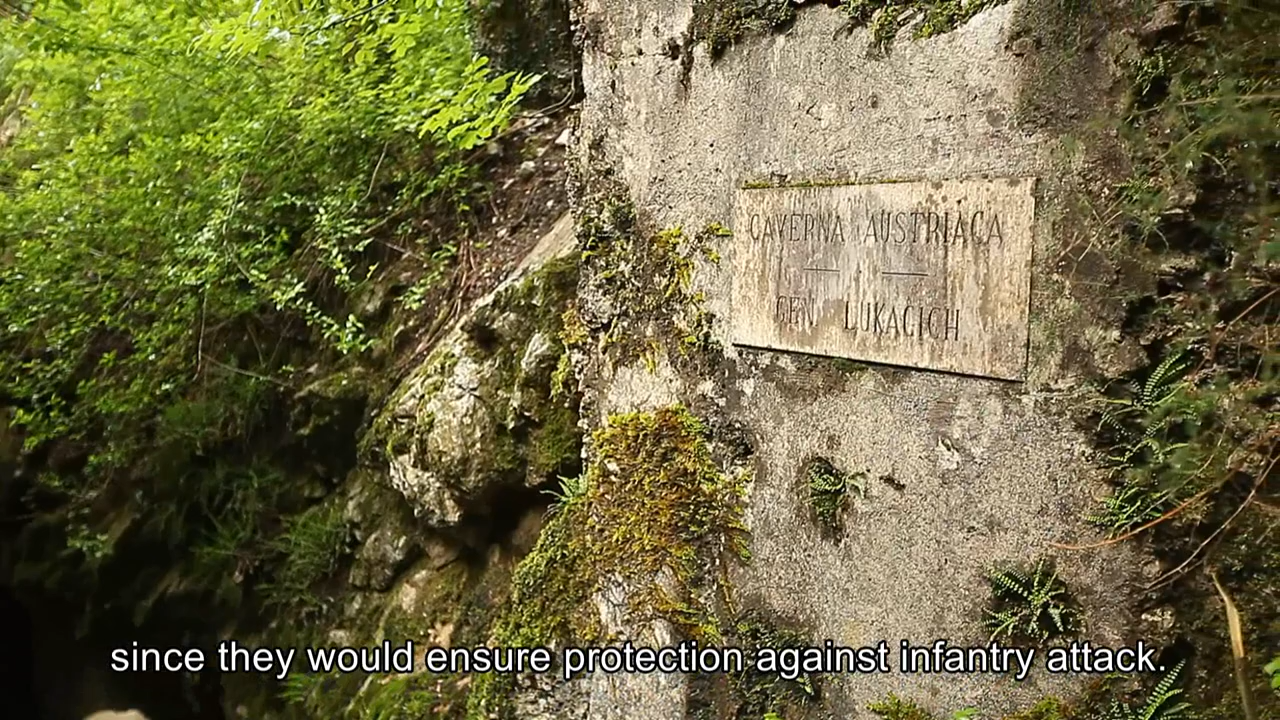 CAVERNA AUSTRIACA
GEN LUKACICH
since they would ensure protection against infantry attack.